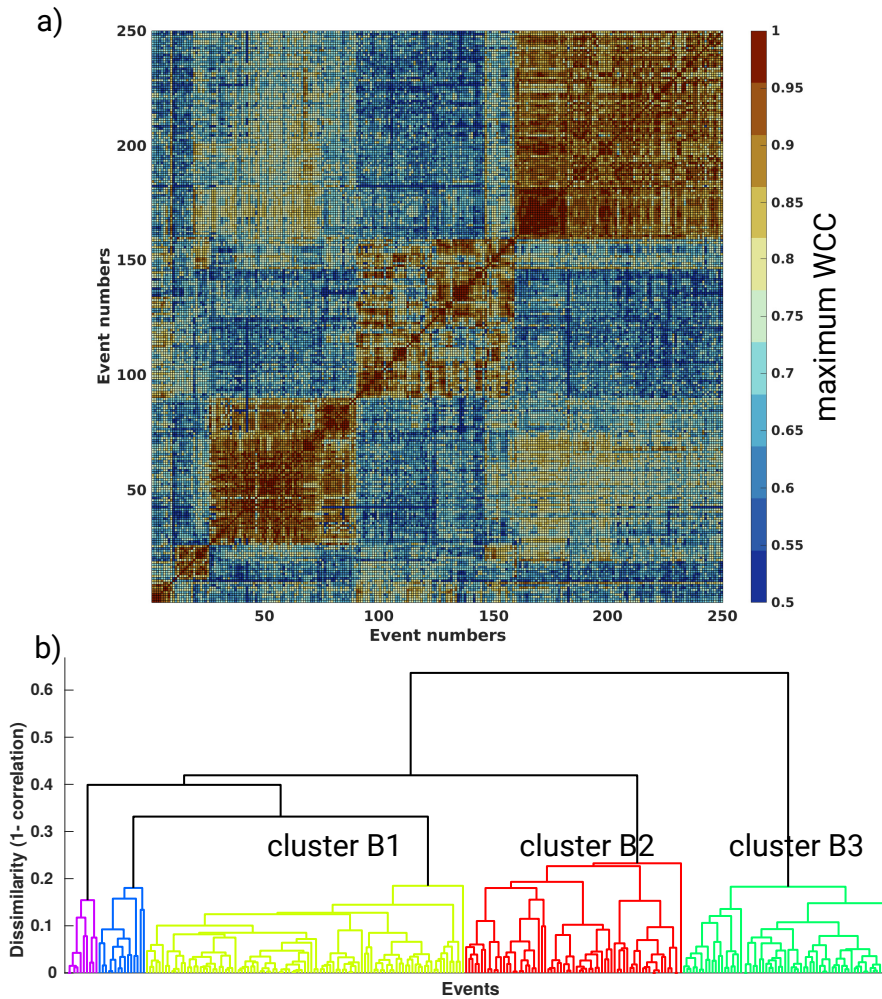 a)
250
200
150
100
50
Event numbers
50
100
150
200
250
Event numbers
1
0.95
0.9
0.85
0.8
0.75
0.7
0.65
0.6
0.55
0.5
maximum WCC
b)
0.6
0.5
0.4
0.3
0.2
0.1
0
Dissimilarity (1- correlation)
cluster B1
cluster B2
cluster B3
Events